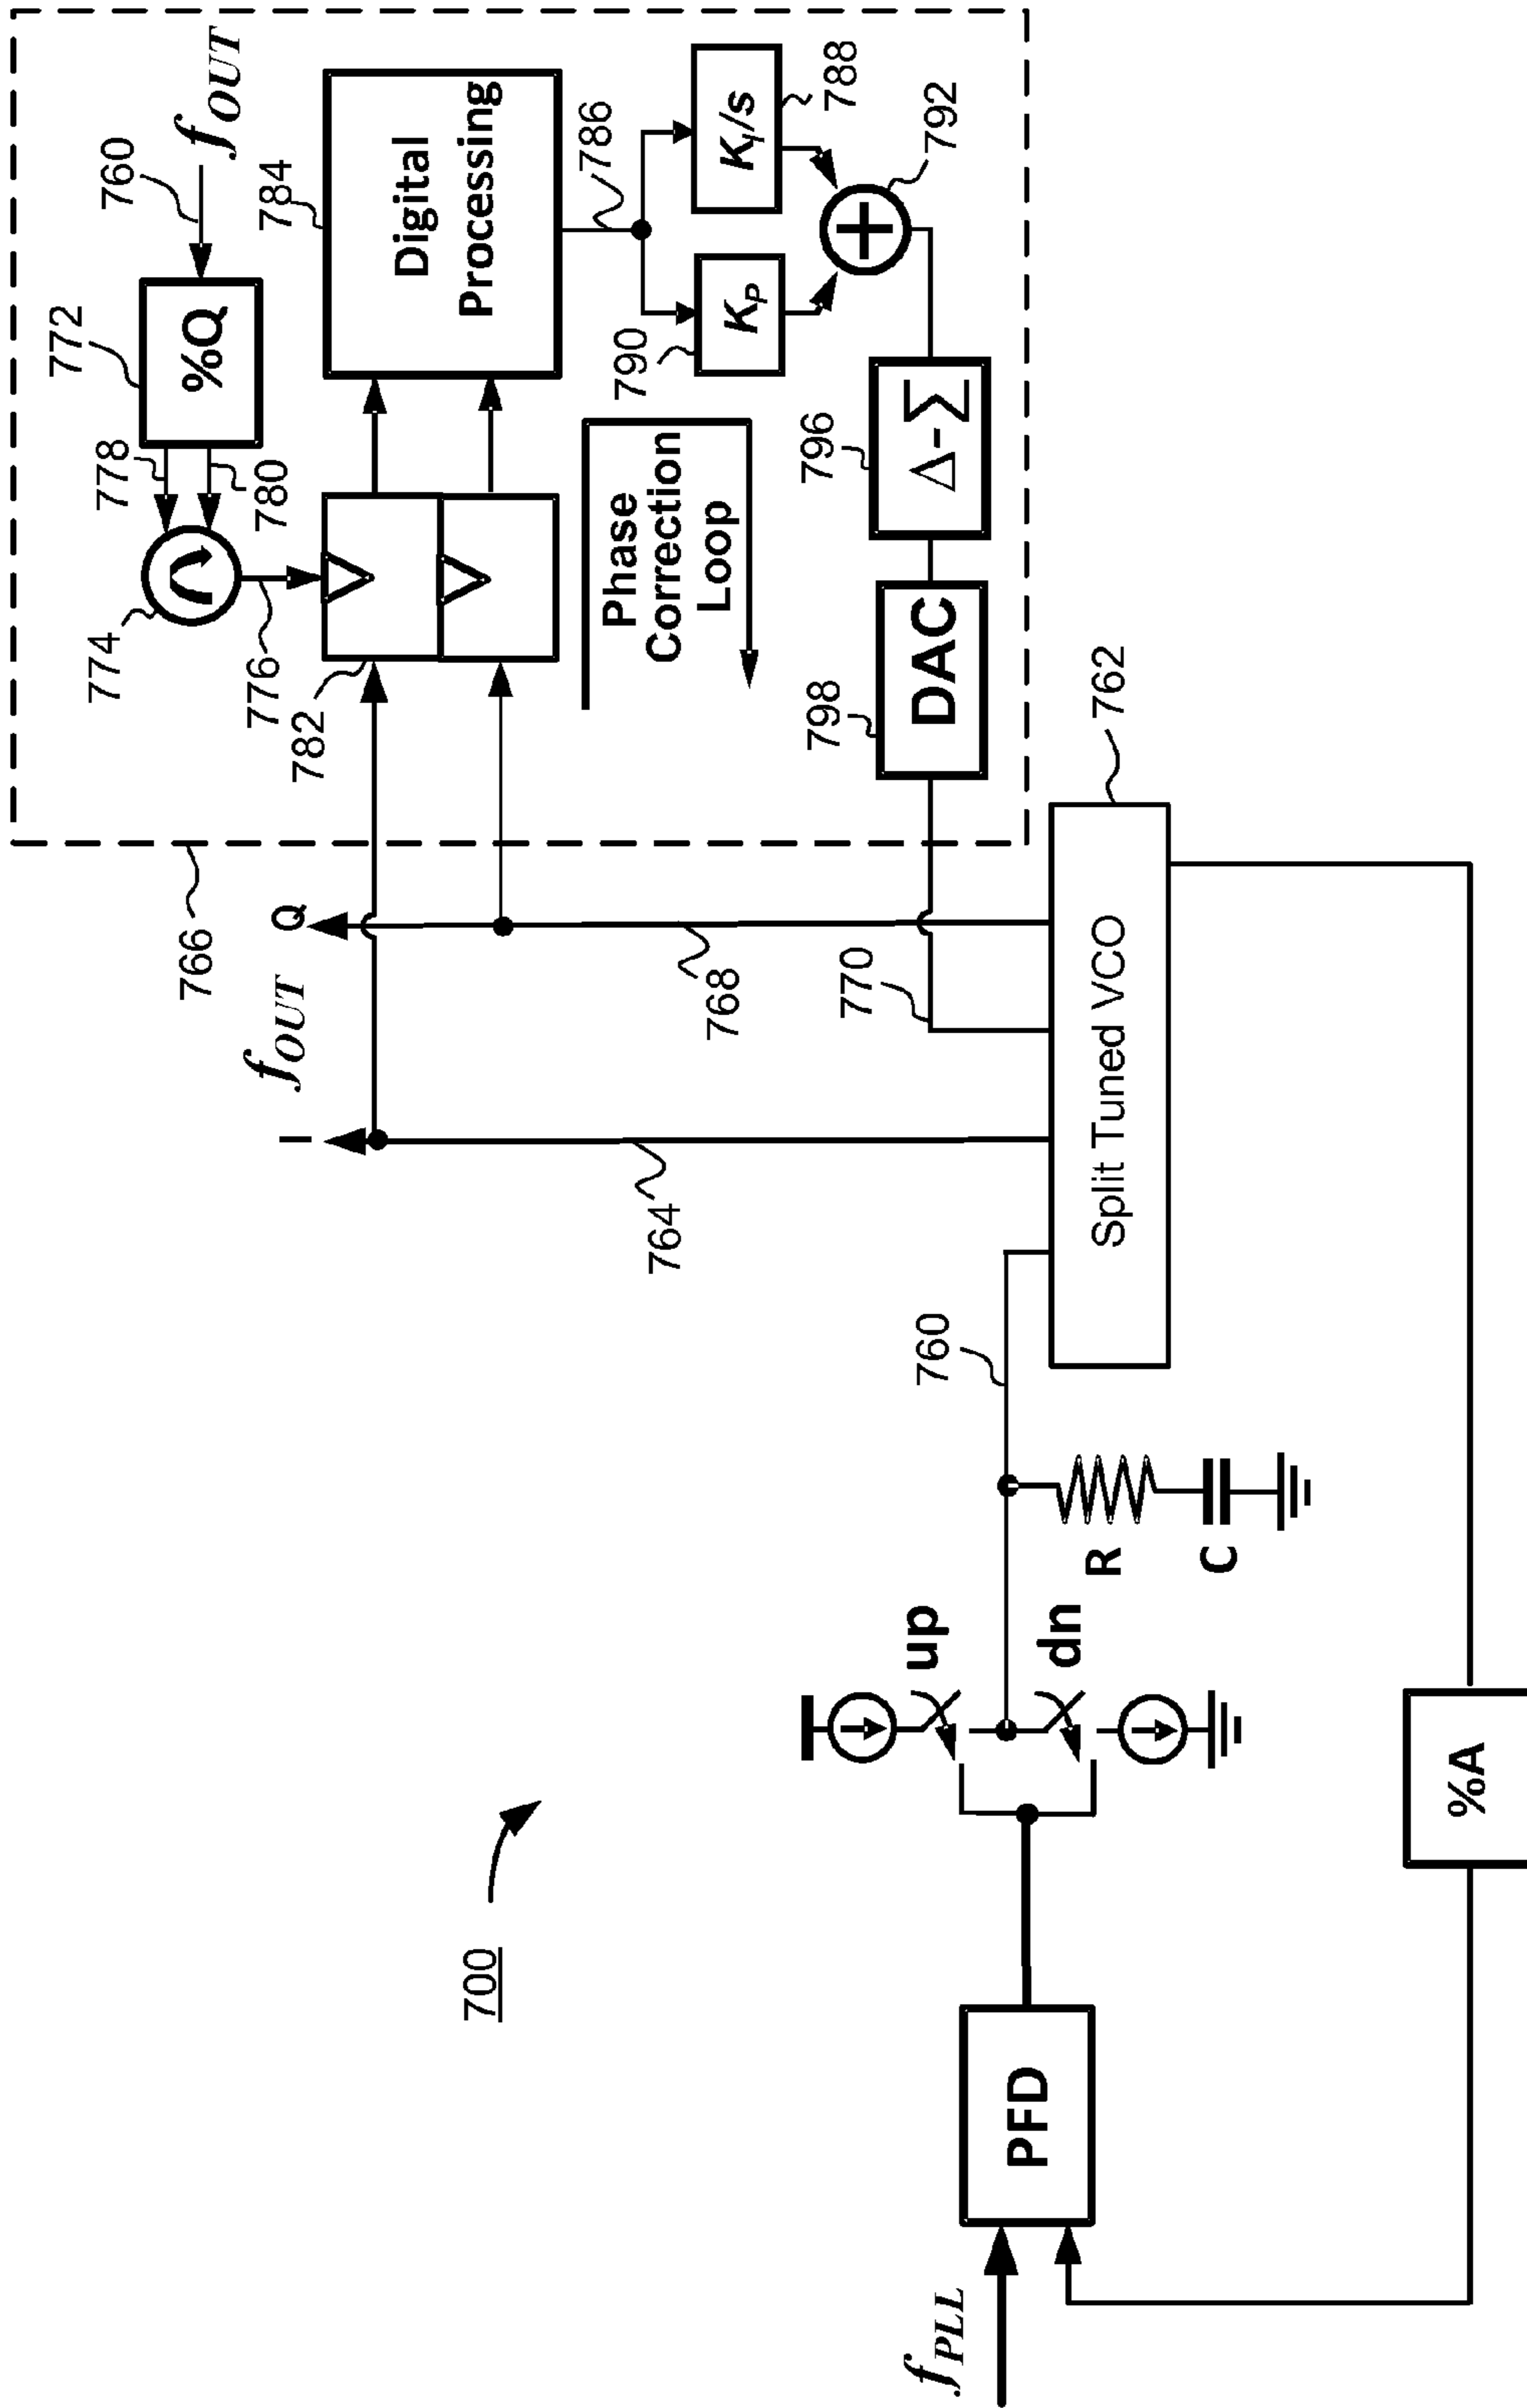 766
772
%Q
760
f_OUT
778
780
774
776
782
784
Digital
Processing
786
790
K_P
K_I/s
788
792
Phase
Correction
Loop
796
Δ-Σ
798
DAC
f_OUT
I
Q
764
768
770
762
Split Tuned VCO
760
700
up
dn
R
C
PFD
f_PLL
%A